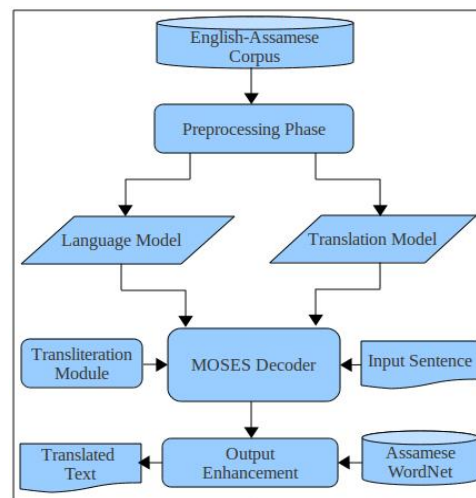 English-Assamese
Corpus
Preprocessing Phase
Language Model
Translation Model
Transliteration
Module
MOSES Decoder
Input Sentence
Translated
Text
Output
Enhancement
Assamese
WordNet